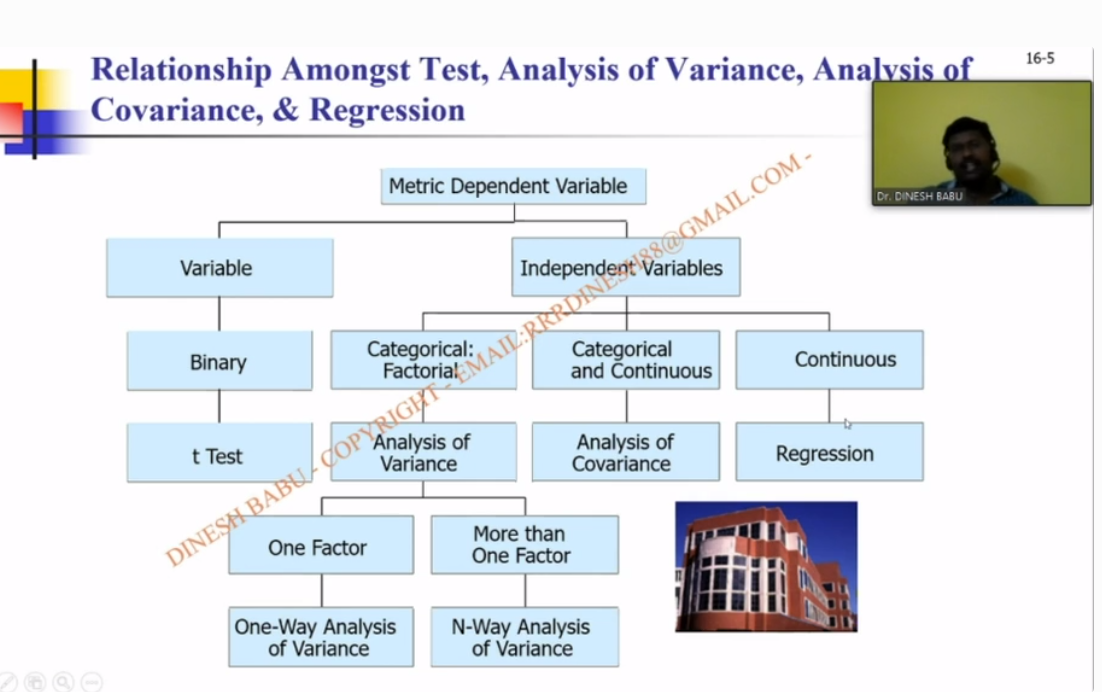 16-5
Relationship Amongst Test, Analysis of Variance, Analysis of
Covariance, & Regression
Dr. DINESH BABU
Metric Dependent Variable
Variable
Independent Variables
Binary
Categorical:
Factorial
Categorical
and Continuous
Continuous
t Test
Analysis of
Variance
Analysis of
Covariance
Regression
One Factor
More than
One Factor
One-Way Analysis
of Variance
N-Way Analysis
of Variance
DINESH BABU - COPYRIGHT - EMAIL:RRRDINESH88@GMAIL.COM -